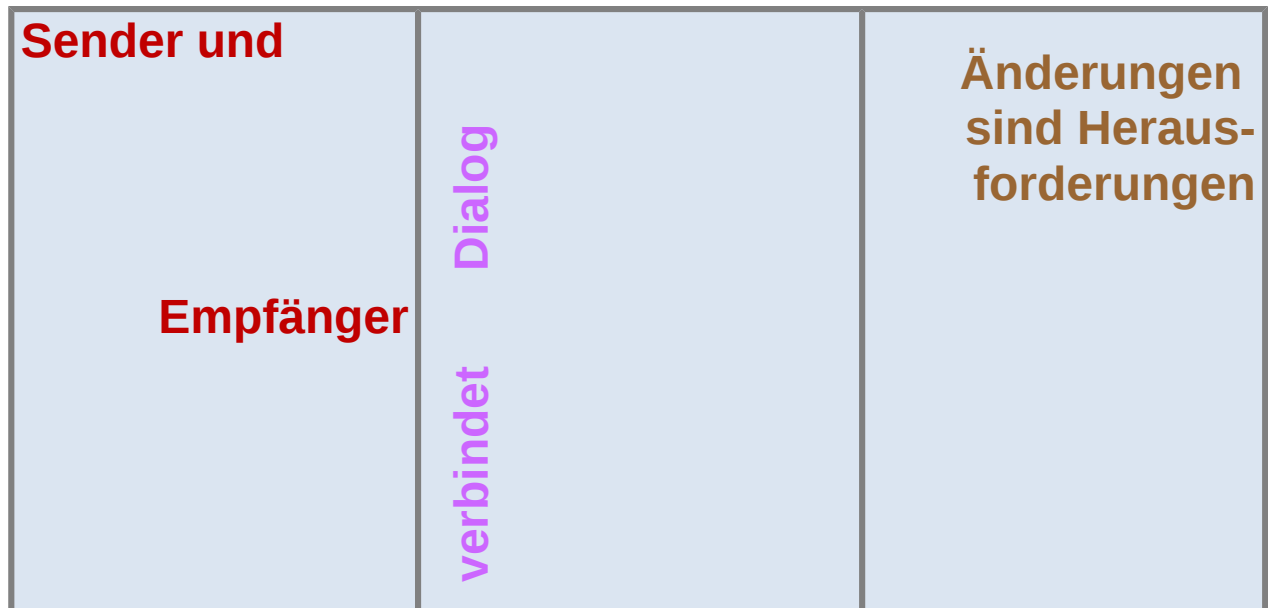 Sender und
Empfänger
verbindet Dialog
Änderungen
sind Heraus-
forderungen